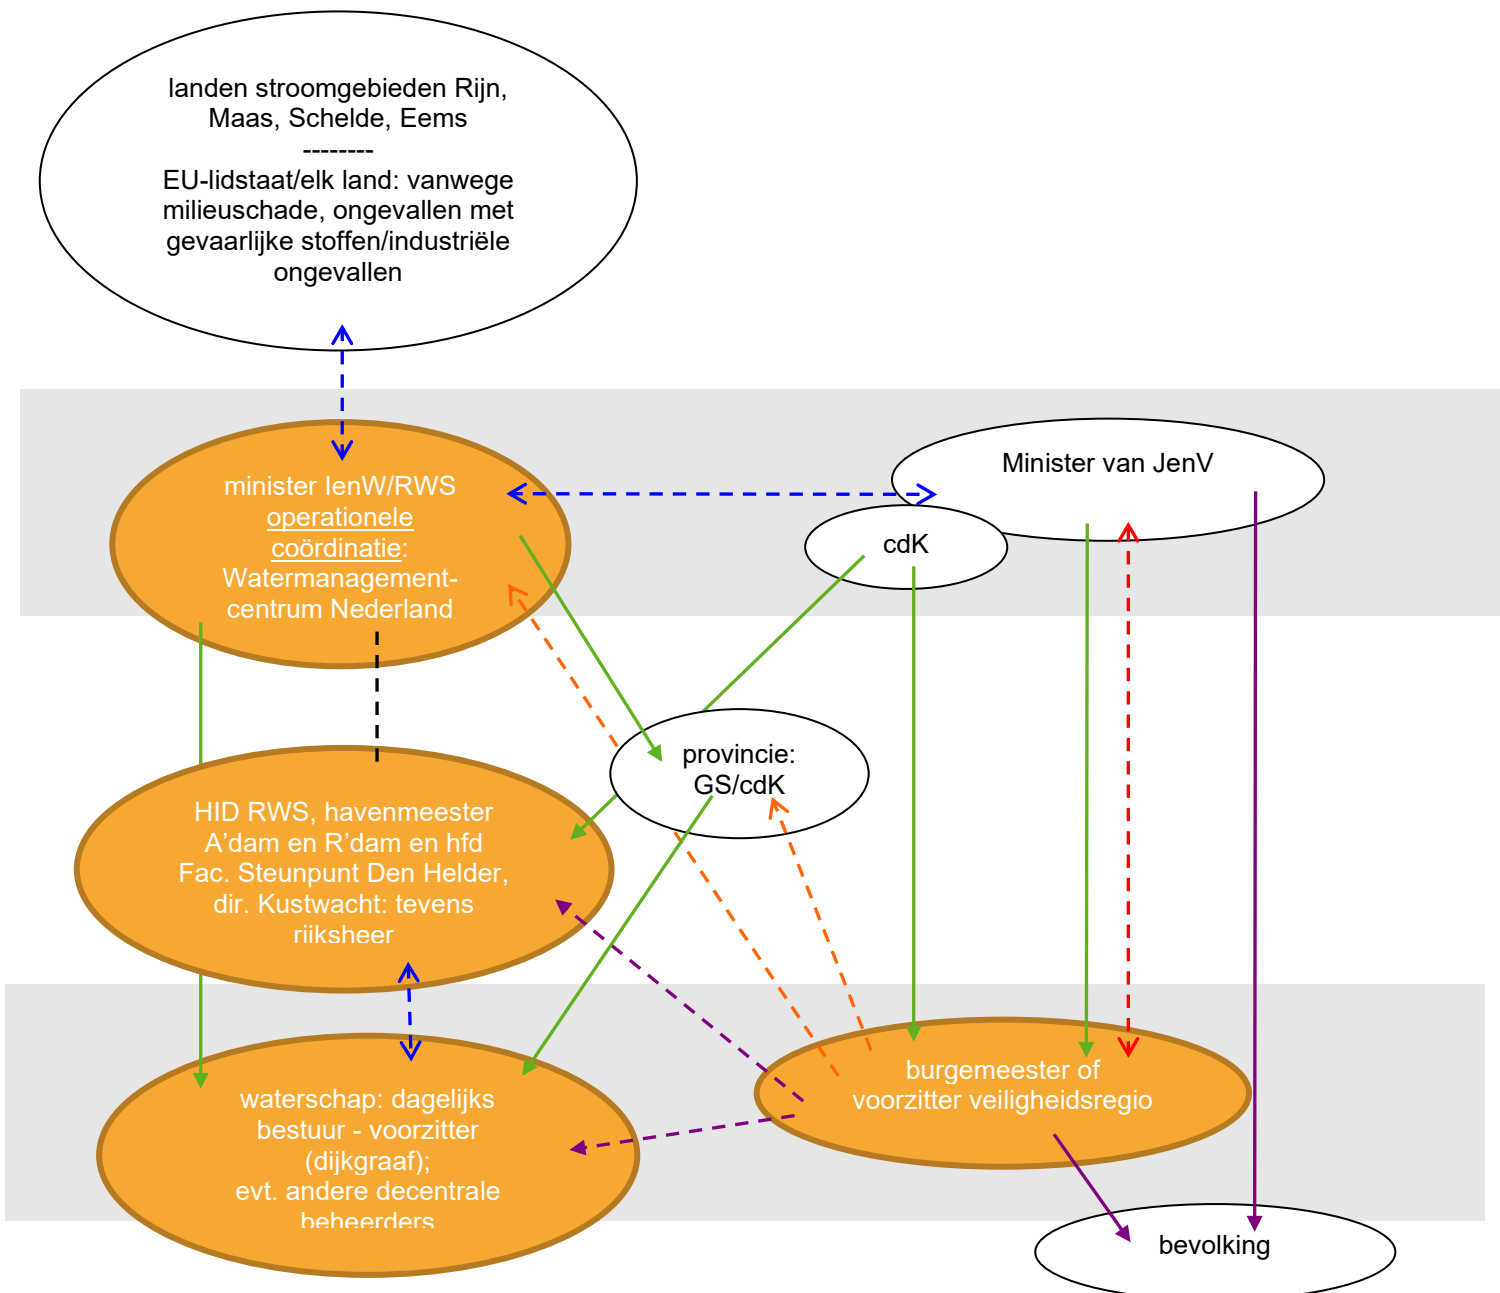 landen stroomgebieden Rijn,
Maas, Schelde, Eems
--------
EU-lidstaat/elk land: vanwege
milieuschade, ongevallen met
gevaarlijke stoffen/industriële
ongevallen
minister IenW/RWS
operationele
coördinatie:
Watermanagement-
centrum Nederland
Minister van JenV
cdK
provincie:
GS/cdK
HID RWS, havenmeester
A’dam en R’dam en hfd
Fac. Steunpunt Den Helder,
dir. Kustwacht: tevens
rijksheer
burgemeester of
voorzitter veiligheidsregio
waterschap: dagelijks
bestuur - voorzitter
(dijkgraaf);
evt. andere decentrale
beheerders
bevolking